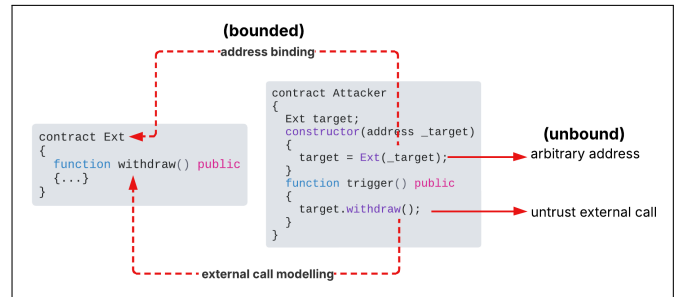 (bounded)
address binding
contract Ext
{
function withdraw() public
{...}
}
contract Attacker
{
Ext target;
constructor(address _target)
{
target = Ext(_target);
}
function trigger() public
{
target.withdraw();
}
}
(unbound)
arbitrary address
untrust external call
external call modelling